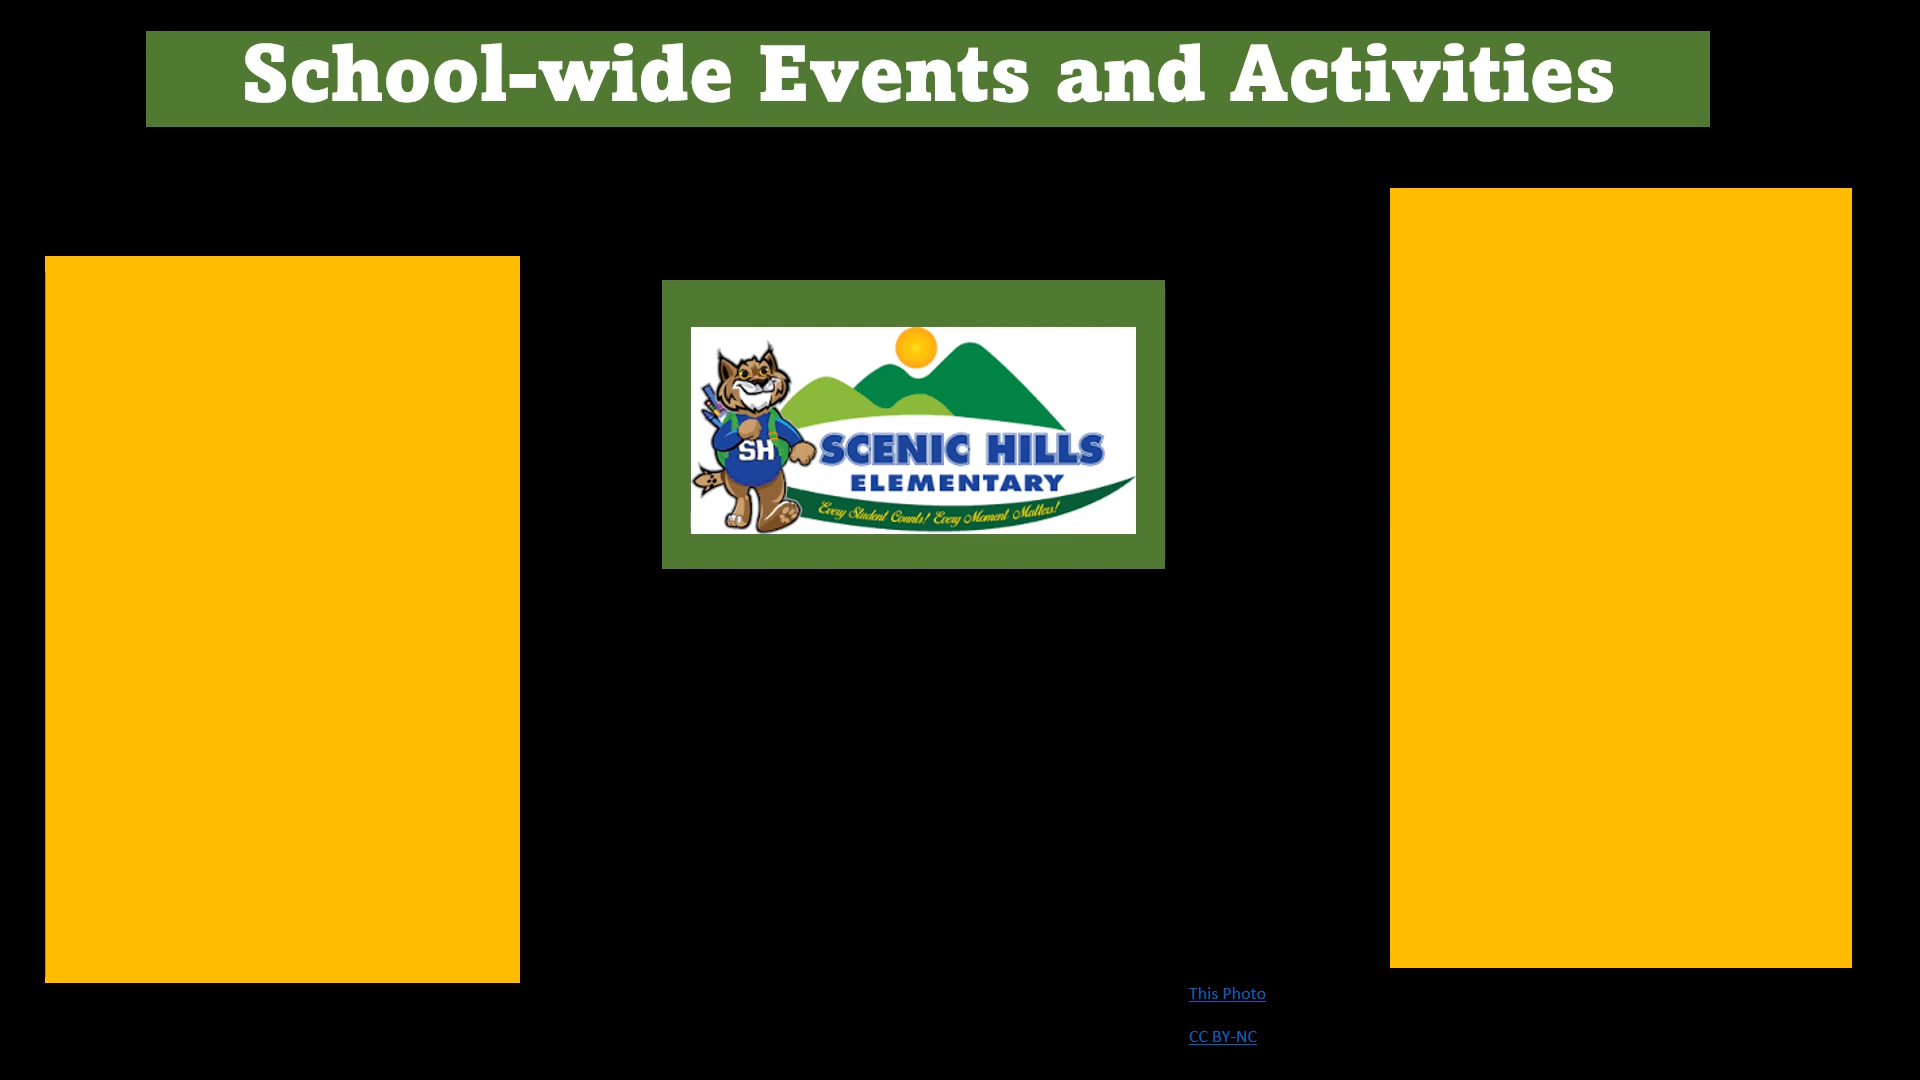 School-wide Events and Activities
SH
SCENIC HILLS
ELEMENTARY
Every Student Counts! Every Moment Matters!
This Photo
CC BY-NC